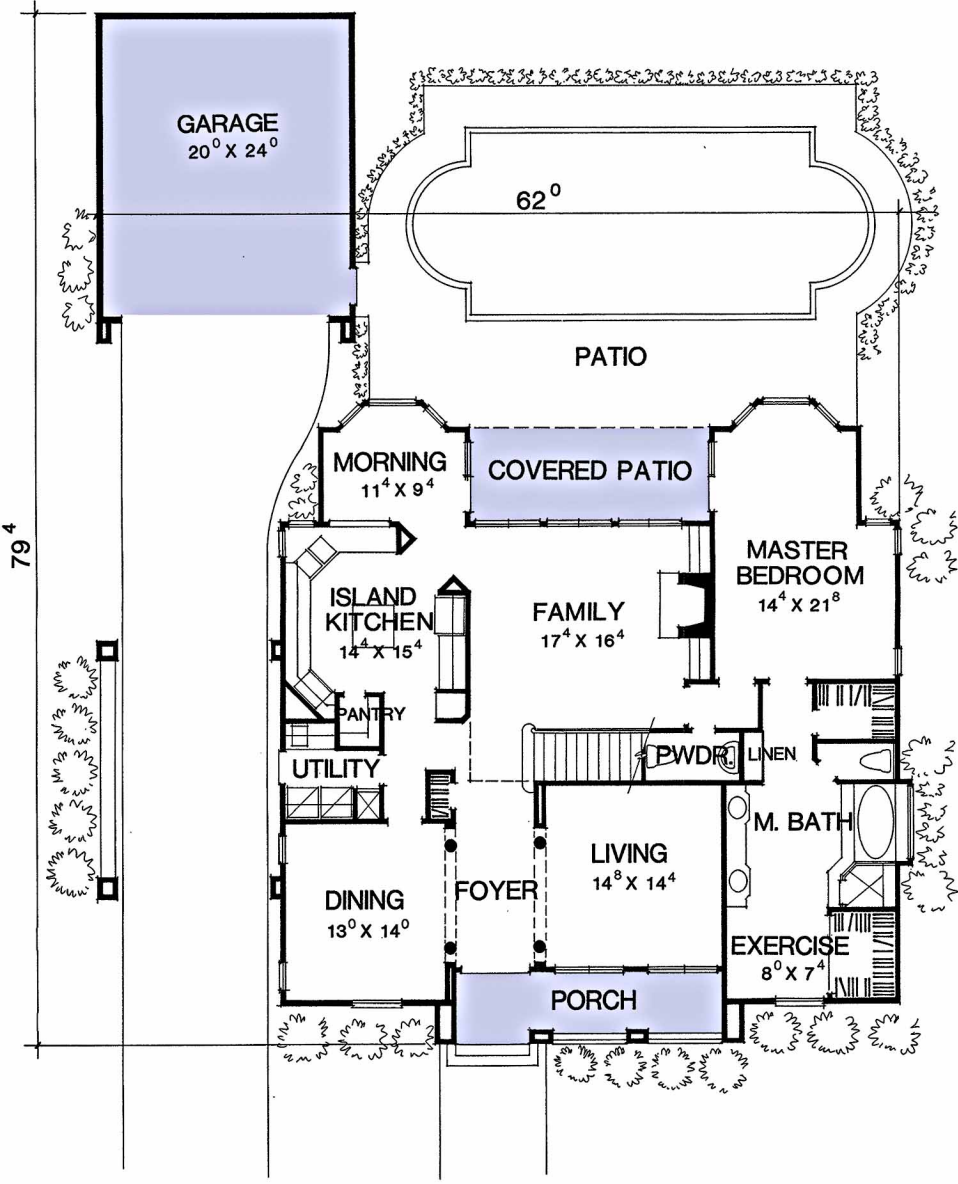 GARAGE
20⁰ X 24⁰
62⁰
PATIO
MORNING
11⁴ X 9⁴
COVERED PATIO
79⁴
MASTER
BEDROOM
14⁴ X 21⁸
ISLAND
KITCHEN
14⁴ X 15⁴
FAMILY
17⁴ X 16⁴
PANTRY
UTILITY
PWDR
LINEN
M. BATH
LIVING
14⁸ X 14⁴
DINING
13⁰ X 14⁰
FOYER
EXERCISE
8⁰ X 7⁴
PORCH